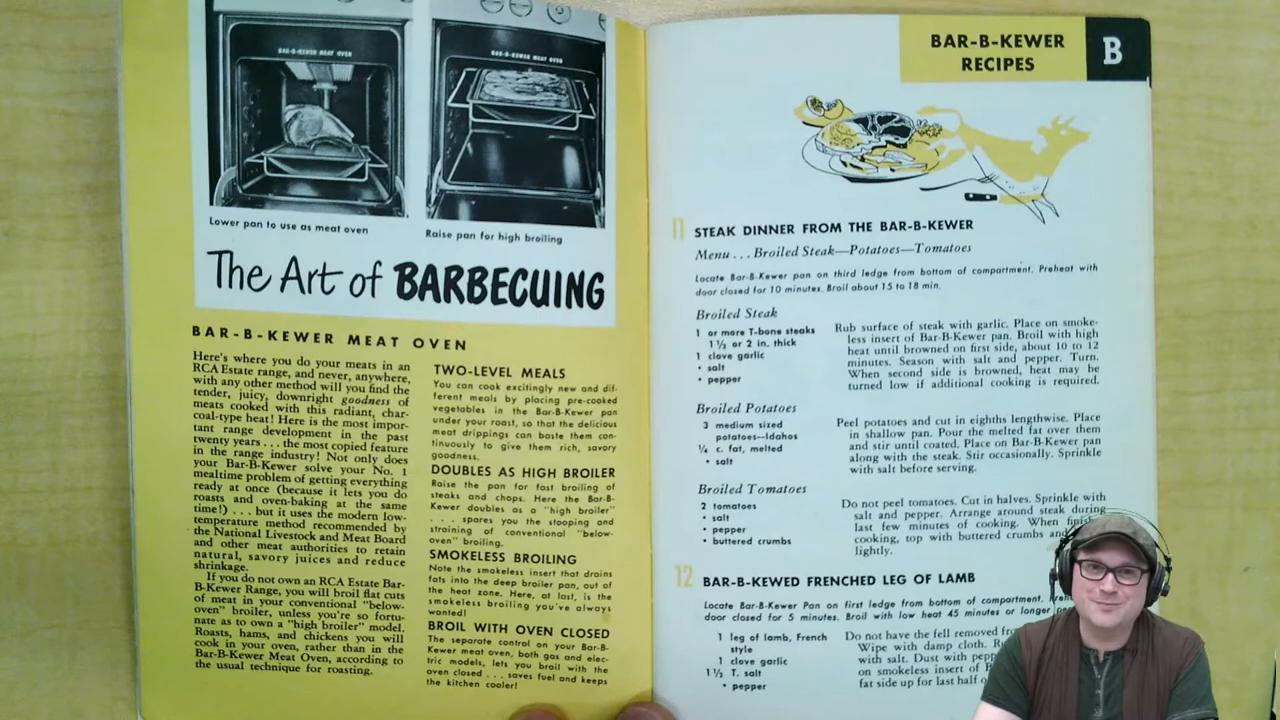 BAR-B-KEWER MEAT OVEN
BAR-B-KEWER MEAT OVEN
Lower pan to use as meat oven
Raise pan for high broiling
The Art of BARBECUING
BAR-B-KEWER MEAT OVEN
Here's where you do your meats in an
RCA Estate range, and never, anywhere,
with any other method will you find the
tender, juicy, downright goodness of
meats cooked with this radiant, char-
coal-type heat! Here is the most impor-
tant range development in the past
twenty years . . . the most copied feature
in the range industry! Not only does
your Bar-B-Kewer solve your No. 1
mealtime problem of getting everything
ready at once (because it lets you do
roasts and oven-baking at the same
time!) . . . but it uses the modern low-
temperature method recommended by
the National Livestock and Meat Board
and other meat authorities to retain
natural, savory juices and reduce
shrinkage.
If you do not own an RCA Estate Bar-
B-Kewer Range, you will broil flat cuts
of meat in your conventional "below-
oven" broiler, unless you're so fortu-
nate as to own a "high broiler" model.
Roasts, hams, and chickens you will
cook in your oven, rather than in the
Bar-B-Kewer Meat Oven, according to
the usual technique for roasting.
TWO-LEVEL MEALS
You can cook excitingly new and dif-
ferent meals by placing pre-cooked
vegetables in the Bar-B-Kewer pan
under your roast, so that the delicious
meat drippings can baste them con-
tinuously to give them rich, savory
goodness.
DOUBLES AS HIGH BROILER
Raise the pan for fast broiling of
steaks and chops. Here the Bar-B-
Kewer doubles as a "high broiler"
. . . . spares you the stooping and
straining of conventional "below-
oven" broiling.
SMOKELESS BROILING
Note the smokeless insert that drains
fats into the deep broiler pan, out of
the heat zone. Here, at last, is the
smokeless broiling you've always
wanted!
BROIL WITH OVEN CLOSED
The separate control on your Bar-B-
Kewer meat oven, both gas and elec-
tric models, lets you broil with the
oven closed . . . saves fuel and keeps
the kitchen cooler!
BAR-B-KEWER
RECIPES
B
11 STEAK DINNER FROM THE BAR-B-KEWER
Menu . . . Broiled Steak—Potatoes—Tomatoes
Locate Bar-B-Kewer pan on third ledge from bottom of compartment. Preheat with
door closed for 10 minutes. Broil about 15 to 18 min.
Broiled Steak
1 or more T-bone steaks
1½ or 2 in. thick
1 clove garlic
• salt
• pepper
Rub surface of steak with garlic. Place on smoke-
less insert of Bar-B-Kewer pan. Broil with high
heat until browned on first side, about 10 to 12
minutes. Season with salt and pepper. Turn.
When second side is browned, heat may be
turned low if additional cooking is required.
Broiled Potatoes
3 medium sized
potatoes—Idahos
¼ c. fat, melted
• salt
Peel potatoes and cut in eighths lengthwise. Place
in shallow pan. Pour the melted fat over them
and stir until coated. Place on Bar-B-Kewer pan
along with the steak. Stir occasionally. Sprinkle
with salt before serving.
Broiled Tomatoes
2 tomatoes
• salt
• pepper
• buttered crumbs
Do not peel tomatoes. Cut in halves. Sprinkle with
salt and pepper. Arrange around steak during
last few minutes of cooking. When
cooking, top with buttered crumbs and
lightly.
12 BAR-B-KEWED FRENCHED LEG OF LAMB
Locate Bar-B-Kewer Pan on first ledge from bottom of compartment.
door closed for 5 minutes. Broil with low heat 45 minutes or longer
1 leg of lamb, French
style
1 clove garlic
1½ T. salt
• pepper
Do not have the fell removed
Wipe with damp cloth.
with salt. Dust with
on smokeless insert of
fat side up for last half